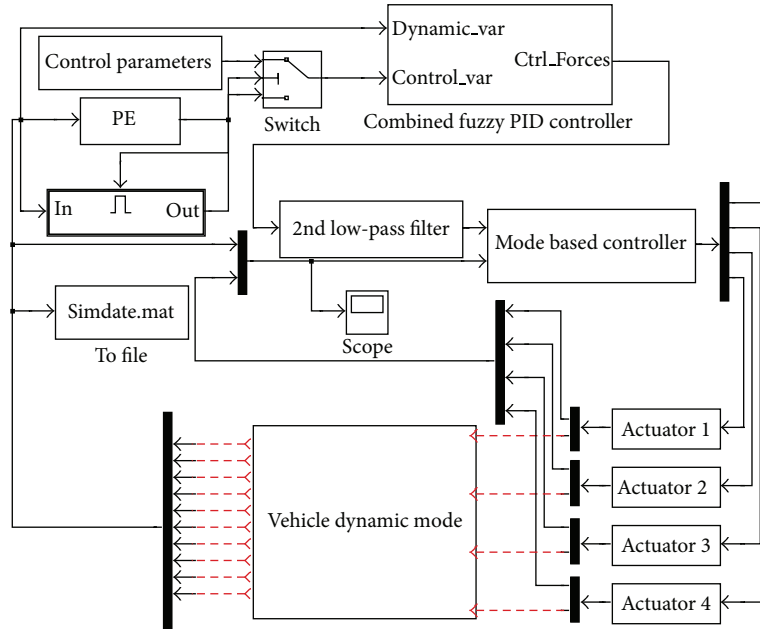 Dynamic_var
Control parameters
Ctrl_Forces
Control_var
PE
Switch
Combined fuzzy PID controller
In
Out
2nd low-pass filter
Mode based controller
Simdate.mat
To file
Scope
Actuator 1
Actuator 2
Vehicle dynamic mode
Actuator 3
Actuator 4